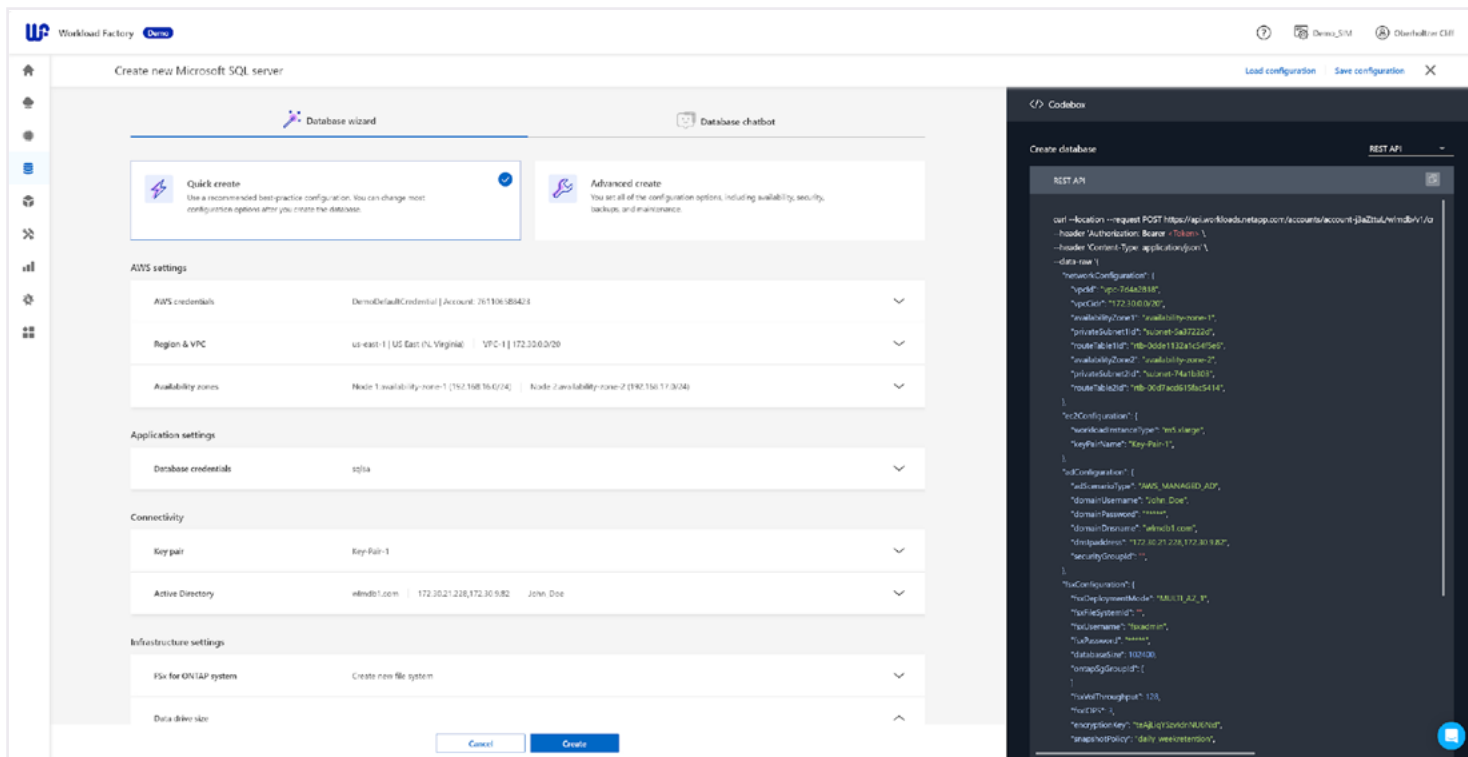 Workload Factory Demo
Demo_SIM
Oberholtzer Cliff
Create new Microsoft SQL server
Load configuration
Save configuration
Database wizard
Database chatbot
Quick create
Use a recommended best-practice configuration. You can change most
configuration options after you create the database.
Advanced create
You set all of the configuration options, including availability, security,
backups, and maintenance.
AWS settings
AWS credentials DemoDefaultCredential | Account: 761106588423
Region & VPC us-east-1 | US East (N. Virginia) | VPC-1 | 172.30.0.0/20
Availability zones Node 1:availability-zone-1 (192.168.16.0/24) | Node 2:availability-zone-2 (192.168.17.0/24)
Application settings
Database credentials sqlsa
Connectivity
Key pair Key-Pair-1
Active Directory wlmdb1.com | 172.30.21.228,172.30.9.82 John_Doe
Infrastructure settings
FSx for ONTAP system Create new file system
Data drive size
Cancel
Create
</> Codebox
Create database
REST API
REST API
curl --location --request POST https://api.workloads.netapp.com/accounts/account-j3aZttuL/wlmdb/v1/cr
--header 'Authorization: Bearer <Token>' \
--header 'Content-Type: application/json' \
--data-raw '{
"networkConfiguration": {
"vpcId": "vpc-7d4a2818",
"vpcCidr": "172.30.0.0/20",
"availabilityZone1": "availability-zone-1",
"privateSubnet1Id": "subnet-5a37222d",
"routeTable1Id": "rtb-0dde1132a1c54f5e6",
"availabilityZone2": "availability-zone-2",
"privateSubnet2Id": "subnet-74a1b303",
"routeTable2Id": "rtb-00d7acd615fac5414",
},
"ec2Configuration": {
"workloadInstanceType": "m5.xlarge",
"keyPairName": "Key-Pair-1",
},
"adConfiguration": {
"adScenarioType": "AWS_MANAGED_AD",
"domainUsername": "John_Doe",
"domainPassword": "*****",
"domainDnsname": "wlmdb1.com",
"dnsIpaddress": "172.30.21.228,172.30.9.82",
"securityGroupId": "",
},
"fsxConfiguration": {
"fsxDeploymentMode": "MULTI_AZ_1",
"fsxFileSystemId": "",
"fsxUsername": "fsxadmin",
"fsxPassword": "*****",
"databaseSize": 102400,
"ontapSgGroupId": [
]
"fsxVolThroughput": 128,
"fsxIOPS": 3,
"encryptionKey":
"snapshotPolicy": "daily_weekretention",